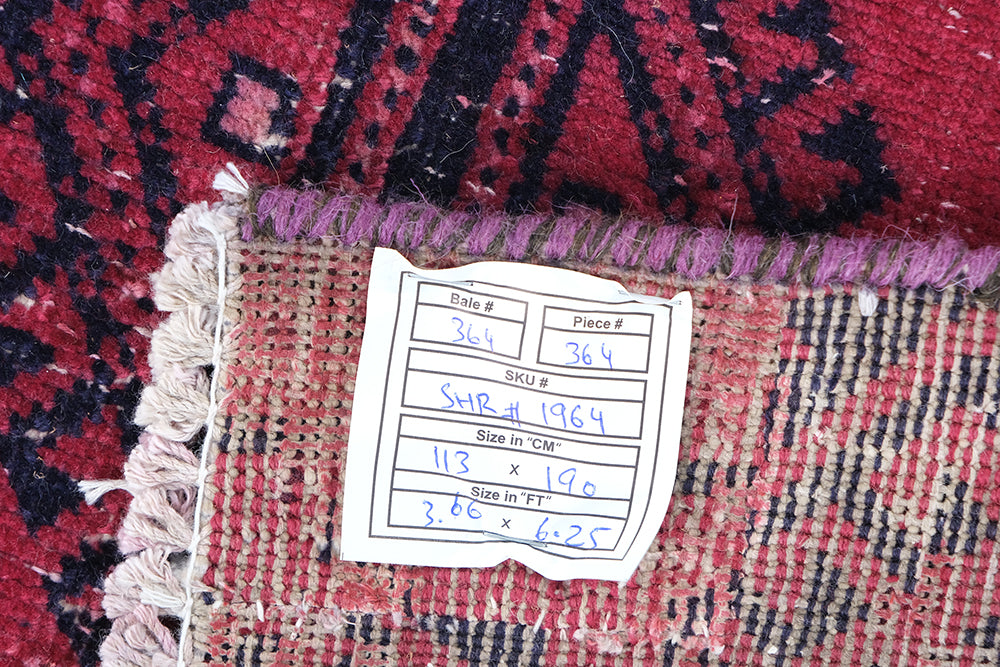 Bale # Piece #
364 364
SKU #
SHR# 1964
Size in "CM"
113 x 190
Size in "FT"
3.66 x 6.25